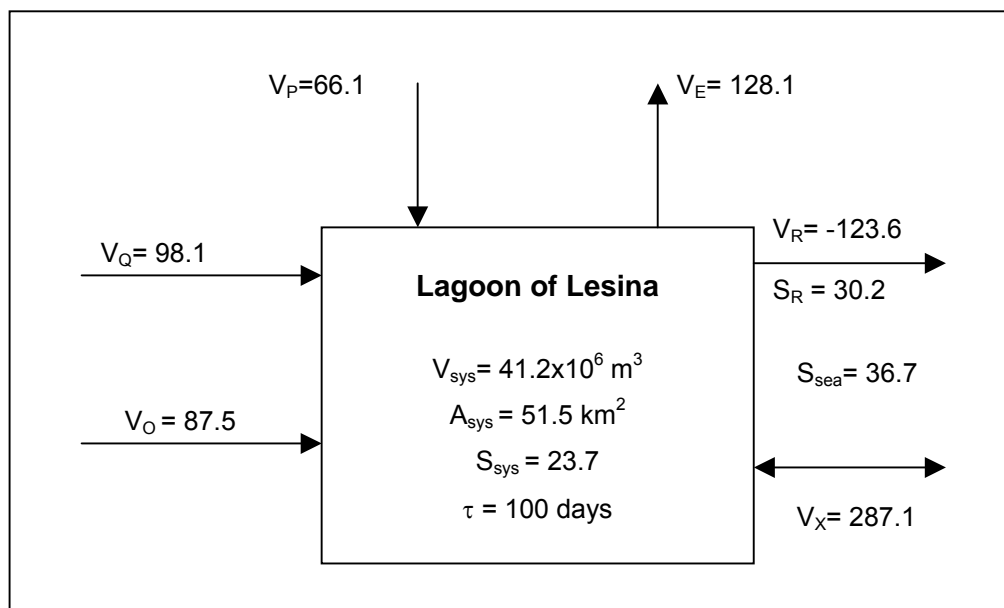 V_P=66.1
V_E= 128.1
V_Q= 98.1
V_R= -123.6
Lagoon of Lesina
S_R = 30.2
V_sys= 41.2x10^6 m^3
S_sea= 36.7
A_sys = 51.5 km^2
V_O = 87.5
S_sys = 23.7
τ = 100 days
V_X= 287.1